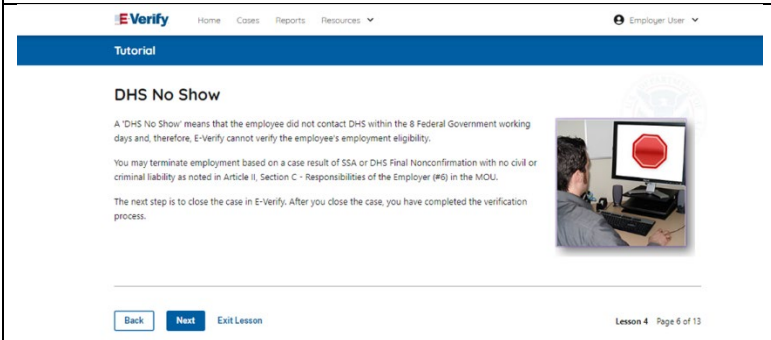 E-Verify Home Cases Reports Resources Employer User
Tutorial
DHS No Show
A 'DHS No Show' means that the employee did not contact DHS within the 8 Federal Government working
days and, therefore, E-Verify cannot verify the employee's employment eligibility.
You may terminate employment based on a case result of SSA or DHS Final Nonconfirmation with no civil or
criminal liability as noted in Article II, Section C - Responsibilities of the Employer (#6) in the MOU.
The next step is to close the case in E-Verify. After you close the case, you have completed the verification
process.
Back Next Exit Lesson Lesson 4 Page 6 of 13